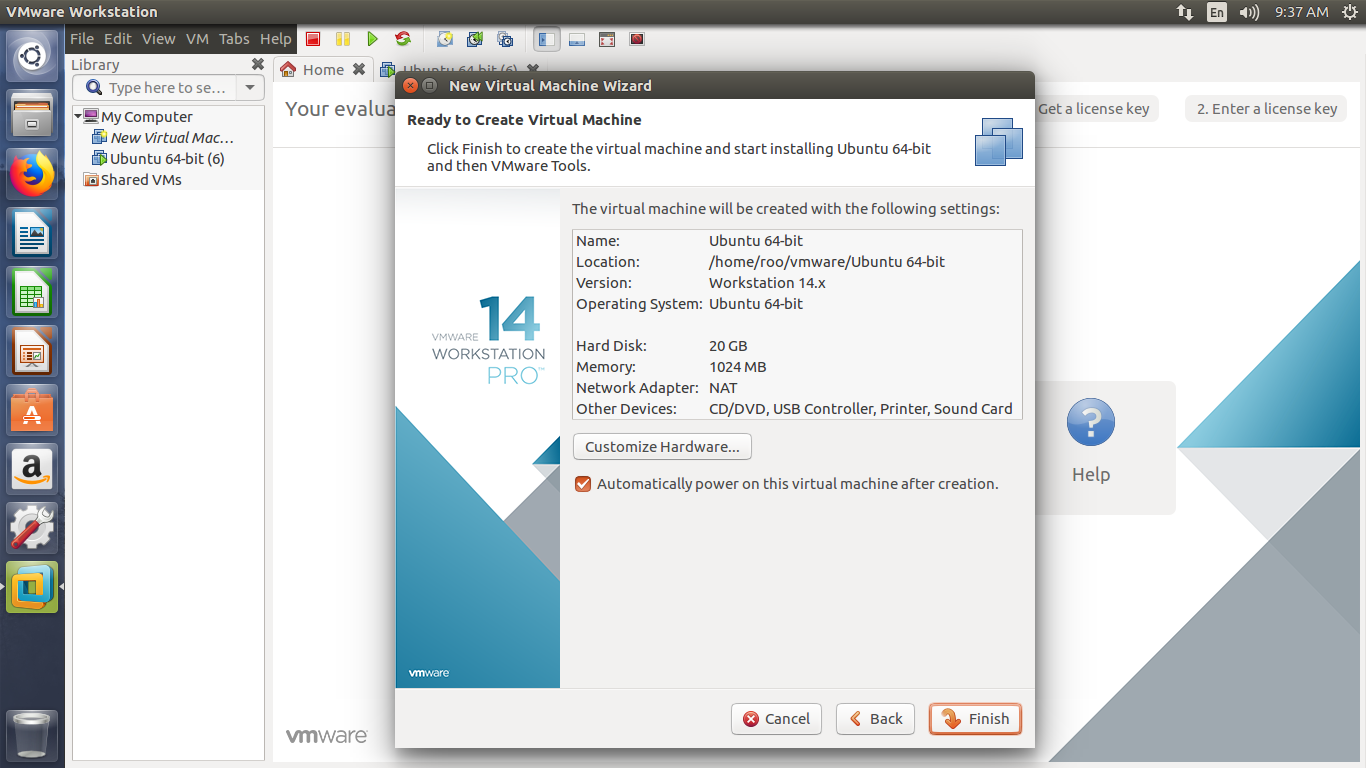 VMware Workstation
En
9:37 AM
File Edit View VM Tabs Help
Library
Type here to se...
My Computer
New Virtual Mac...
Ubuntu 64-bit (6)
Shared VMs
Home
Ubuntu 64-bit (6)
Your evalua
Get a license key
2. Enter a license key
New Virtual Machine Wizard
Ready to Create Virtual Machine
Click Finish to create the virtual machine and start installing Ubuntu 64-bit
and then VMware Tools.
The virtual machine will be created with the following settings:
Name: Ubuntu 64-bit
Location: /home/roo/vmware/Ubuntu 64-bit
Version: Workstation 14.x
Operating System: Ubuntu 64-bit
Hard Disk: 20 GB
Memory: 1024 MB
Network Adapter: NAT
Other Devices: CD/DVD, USB Controller, Printer, Sound Card
VMWARE 14
WORKSTATION
PRO™
Customize Hardware...
Automatically power on this virtual machine after creation.
Help
vmware
Cancel
Back
Finish
vmware